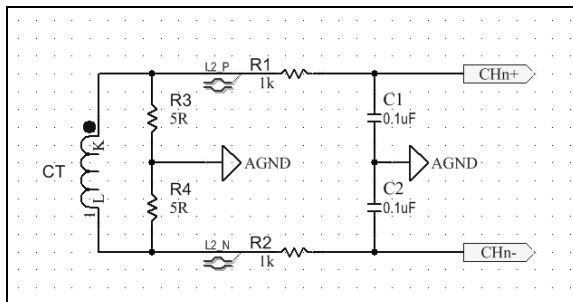 L2_P
R1
1k
CHn+
R3
5R
C1
0.1uF
K
CT
AGND
AGND
L
1
R4
5R
C2
0.1uF
L2_N
R2
1k
CHn-